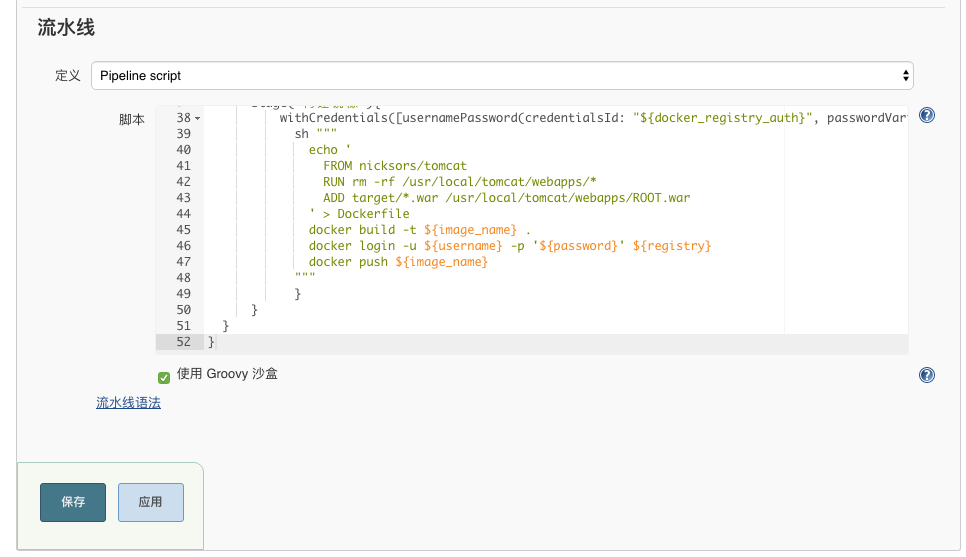 流水线
定义
Pipeline script
脚本
38 withCredentials([usernamePassword(credentialsId: "${docker_registry_auth}", passwordVar
39 sh """
40 echo '
41 FROM nicksors/tomcat
42 RUN rm -rf /usr/local/tomcat/webapps/*
43 ADD target/*.war /usr/local/tomcat/webapps/ROOT.war
44 ' > Dockerfile
45 docker build -t ${image_name} .
46 docker login -u ${username} -p '${password}' ${registry}
47 docker push ${image_name}
48 """
49 }
50 }
51 }
52 }
使用 Groovy 沙盒
流水线语法
保存
应用